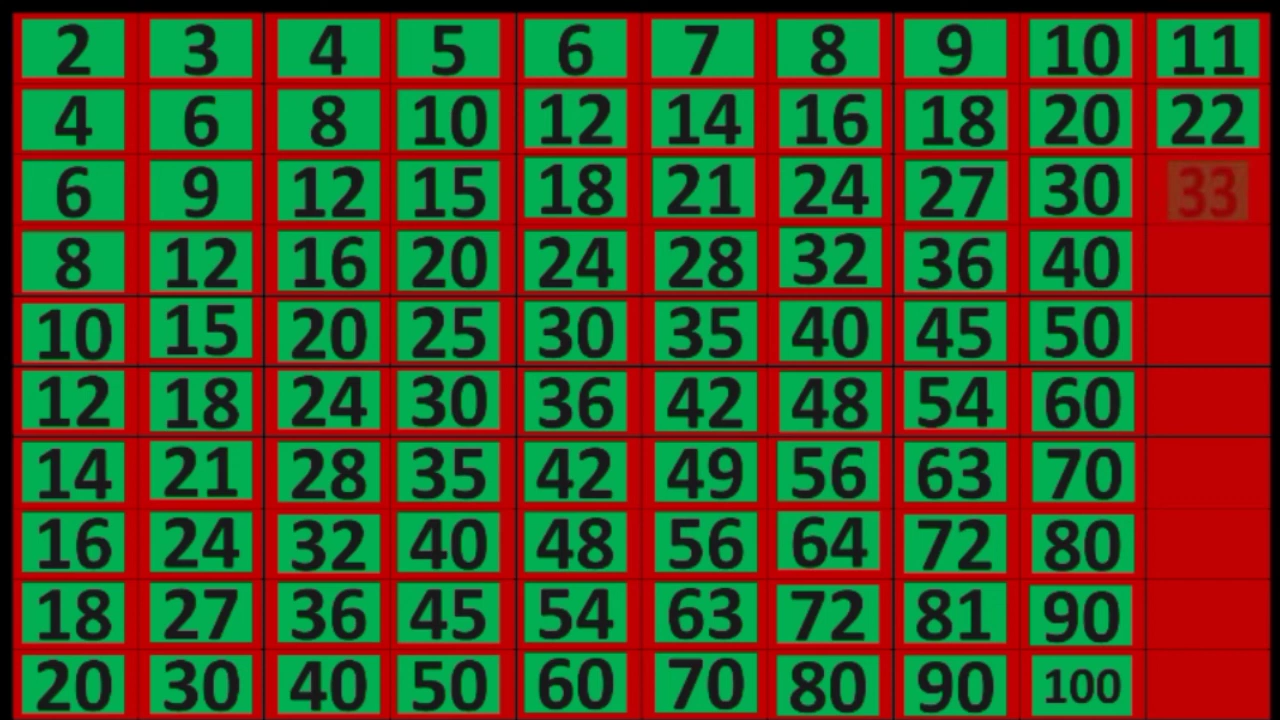 2 3 4 5 6 7 8 9 10 11
4 6 8 10 12 14 16 18 20 22
6 9 12 15 18 21 24 27 30 33
8 12 16 20 24 28 32 36 40
10 15 20 25 30 35 40 45 50
12 18 24 30 36 42 48 54 60
14 21 28 35 42 49 56 63 70
16 24 32 40 48 56 64 72 80
18 27 36 45 54 63 72 81 90
20 30 40 50 60 70 80 90 100